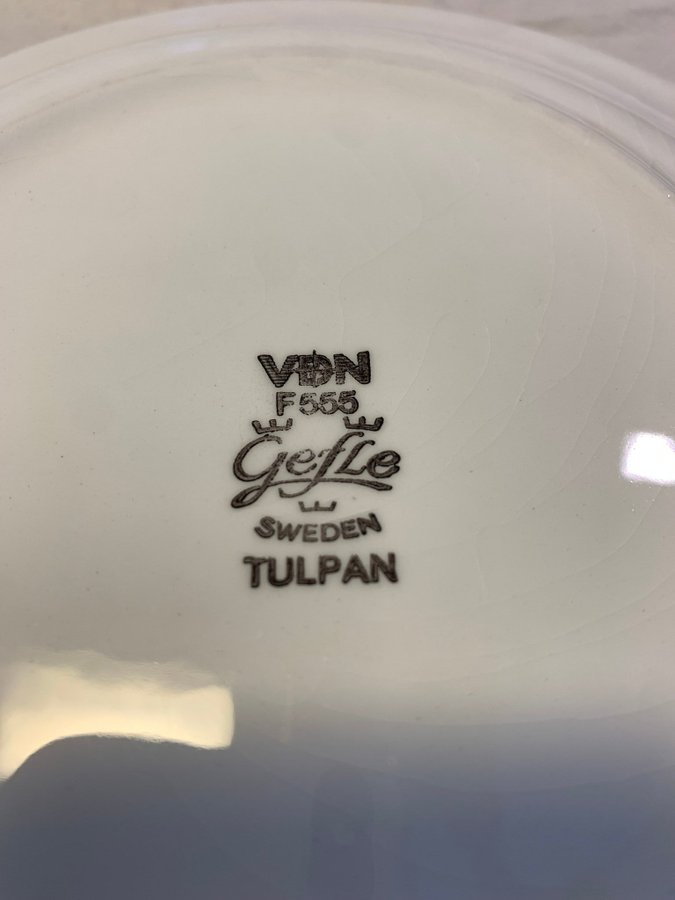 VDN
F 555
Gefle
SWEDEN
TULPAN